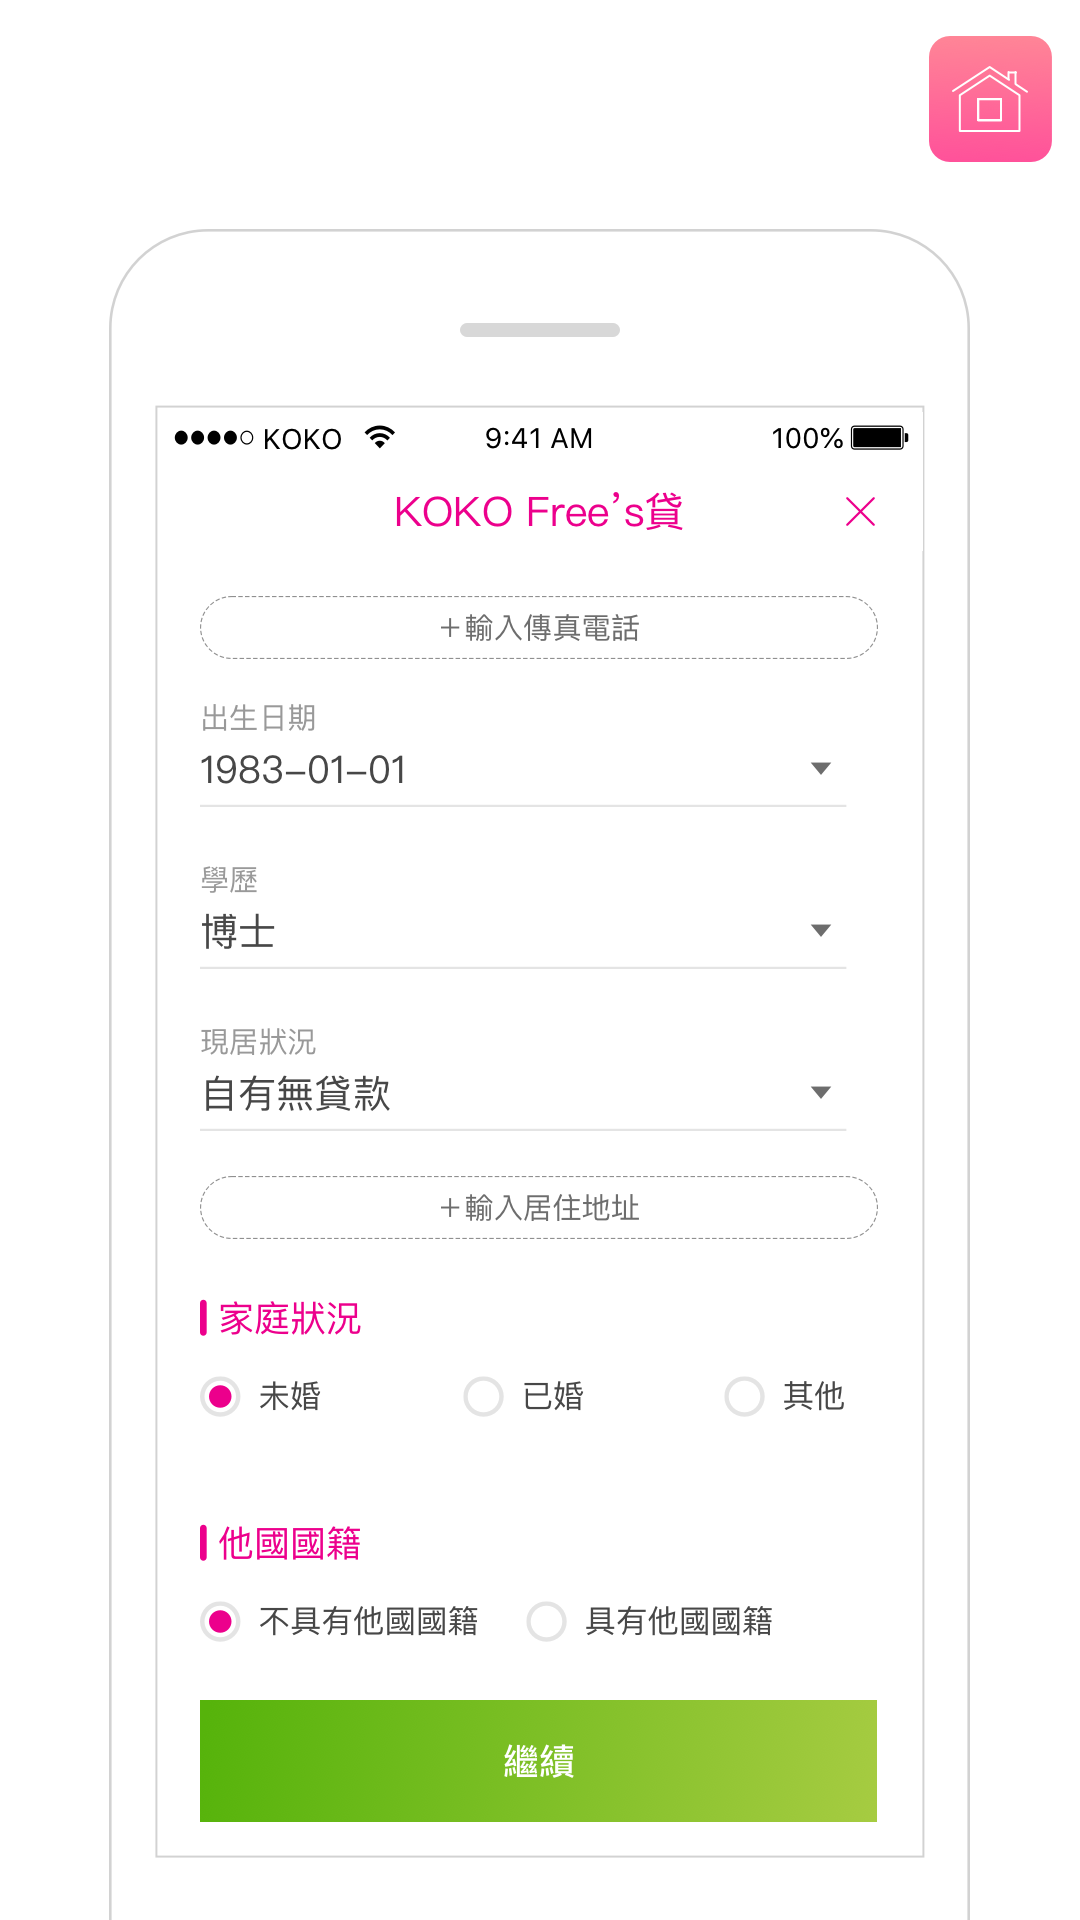 KOKO 9:41 AM 100%
KOKO Free's貸
＋輸入傳真電話
出生日期
1983-01-01
學歷
博士
現居狀況
自有無貸款
＋輸入居住地址
家庭狀況
未婚 已婚 其他
他國國籍
不具有他國國籍 具有他國國籍
繼續